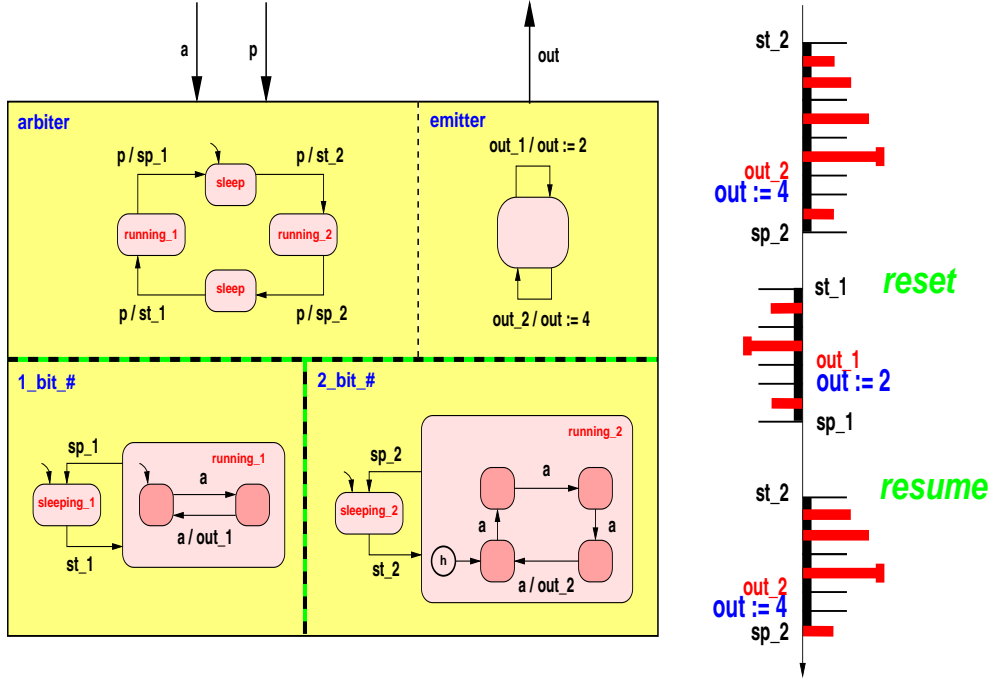 a
p
out
arbiter
p / sp_1
p / st_2
sleep
running_1
running_2
sleep
p / st_1
p / sp_2
emitter
out_1 / out := 2
out_2 / out := 4
1_bit_#
sp_1
running_1
sleeping_1
a
a / out_1
st_1
2_bit_#
running_2
sp_2
a
sleeping_2
a
a
h
st_2
a / out_2
st_2
out_2
out := 4
sp_2
st_1
reset
out_1
out := 2
sp_1
st_2
resume
out_2
out := 4
sp_2